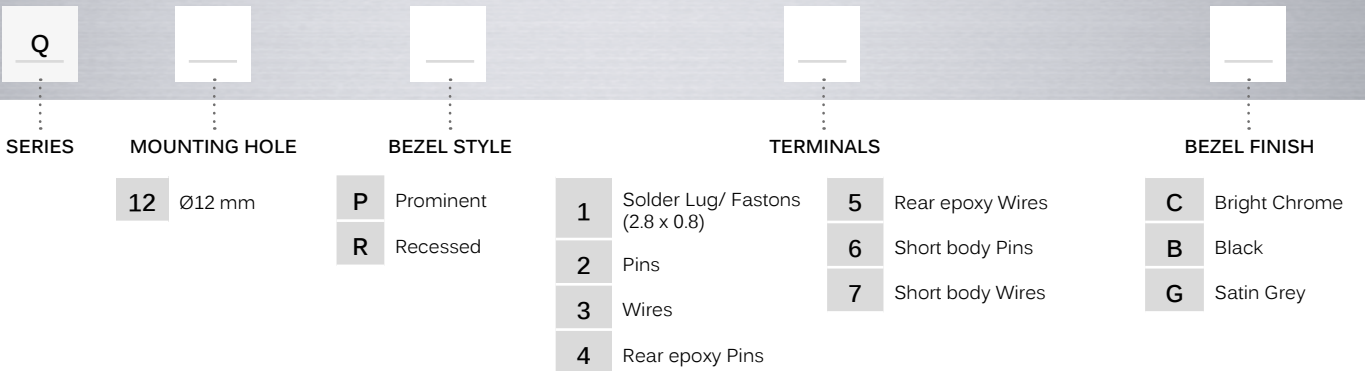 Q
SERIES
MOUNTING HOLE
12 Ø12 mm
BEZEL STYLE
P Prominent
R Recessed
TERMINALS
1 Solder Lug/ Fastons
(2.8 x 0.8)
2 Pins
3 Wires
4 Rear epoxy Pins
5 Rear epoxy Wires
6 Short body Pins
7 Short body Wires
BEZEL FINISH
C Bright Chrome
B Black
G Satin Grey